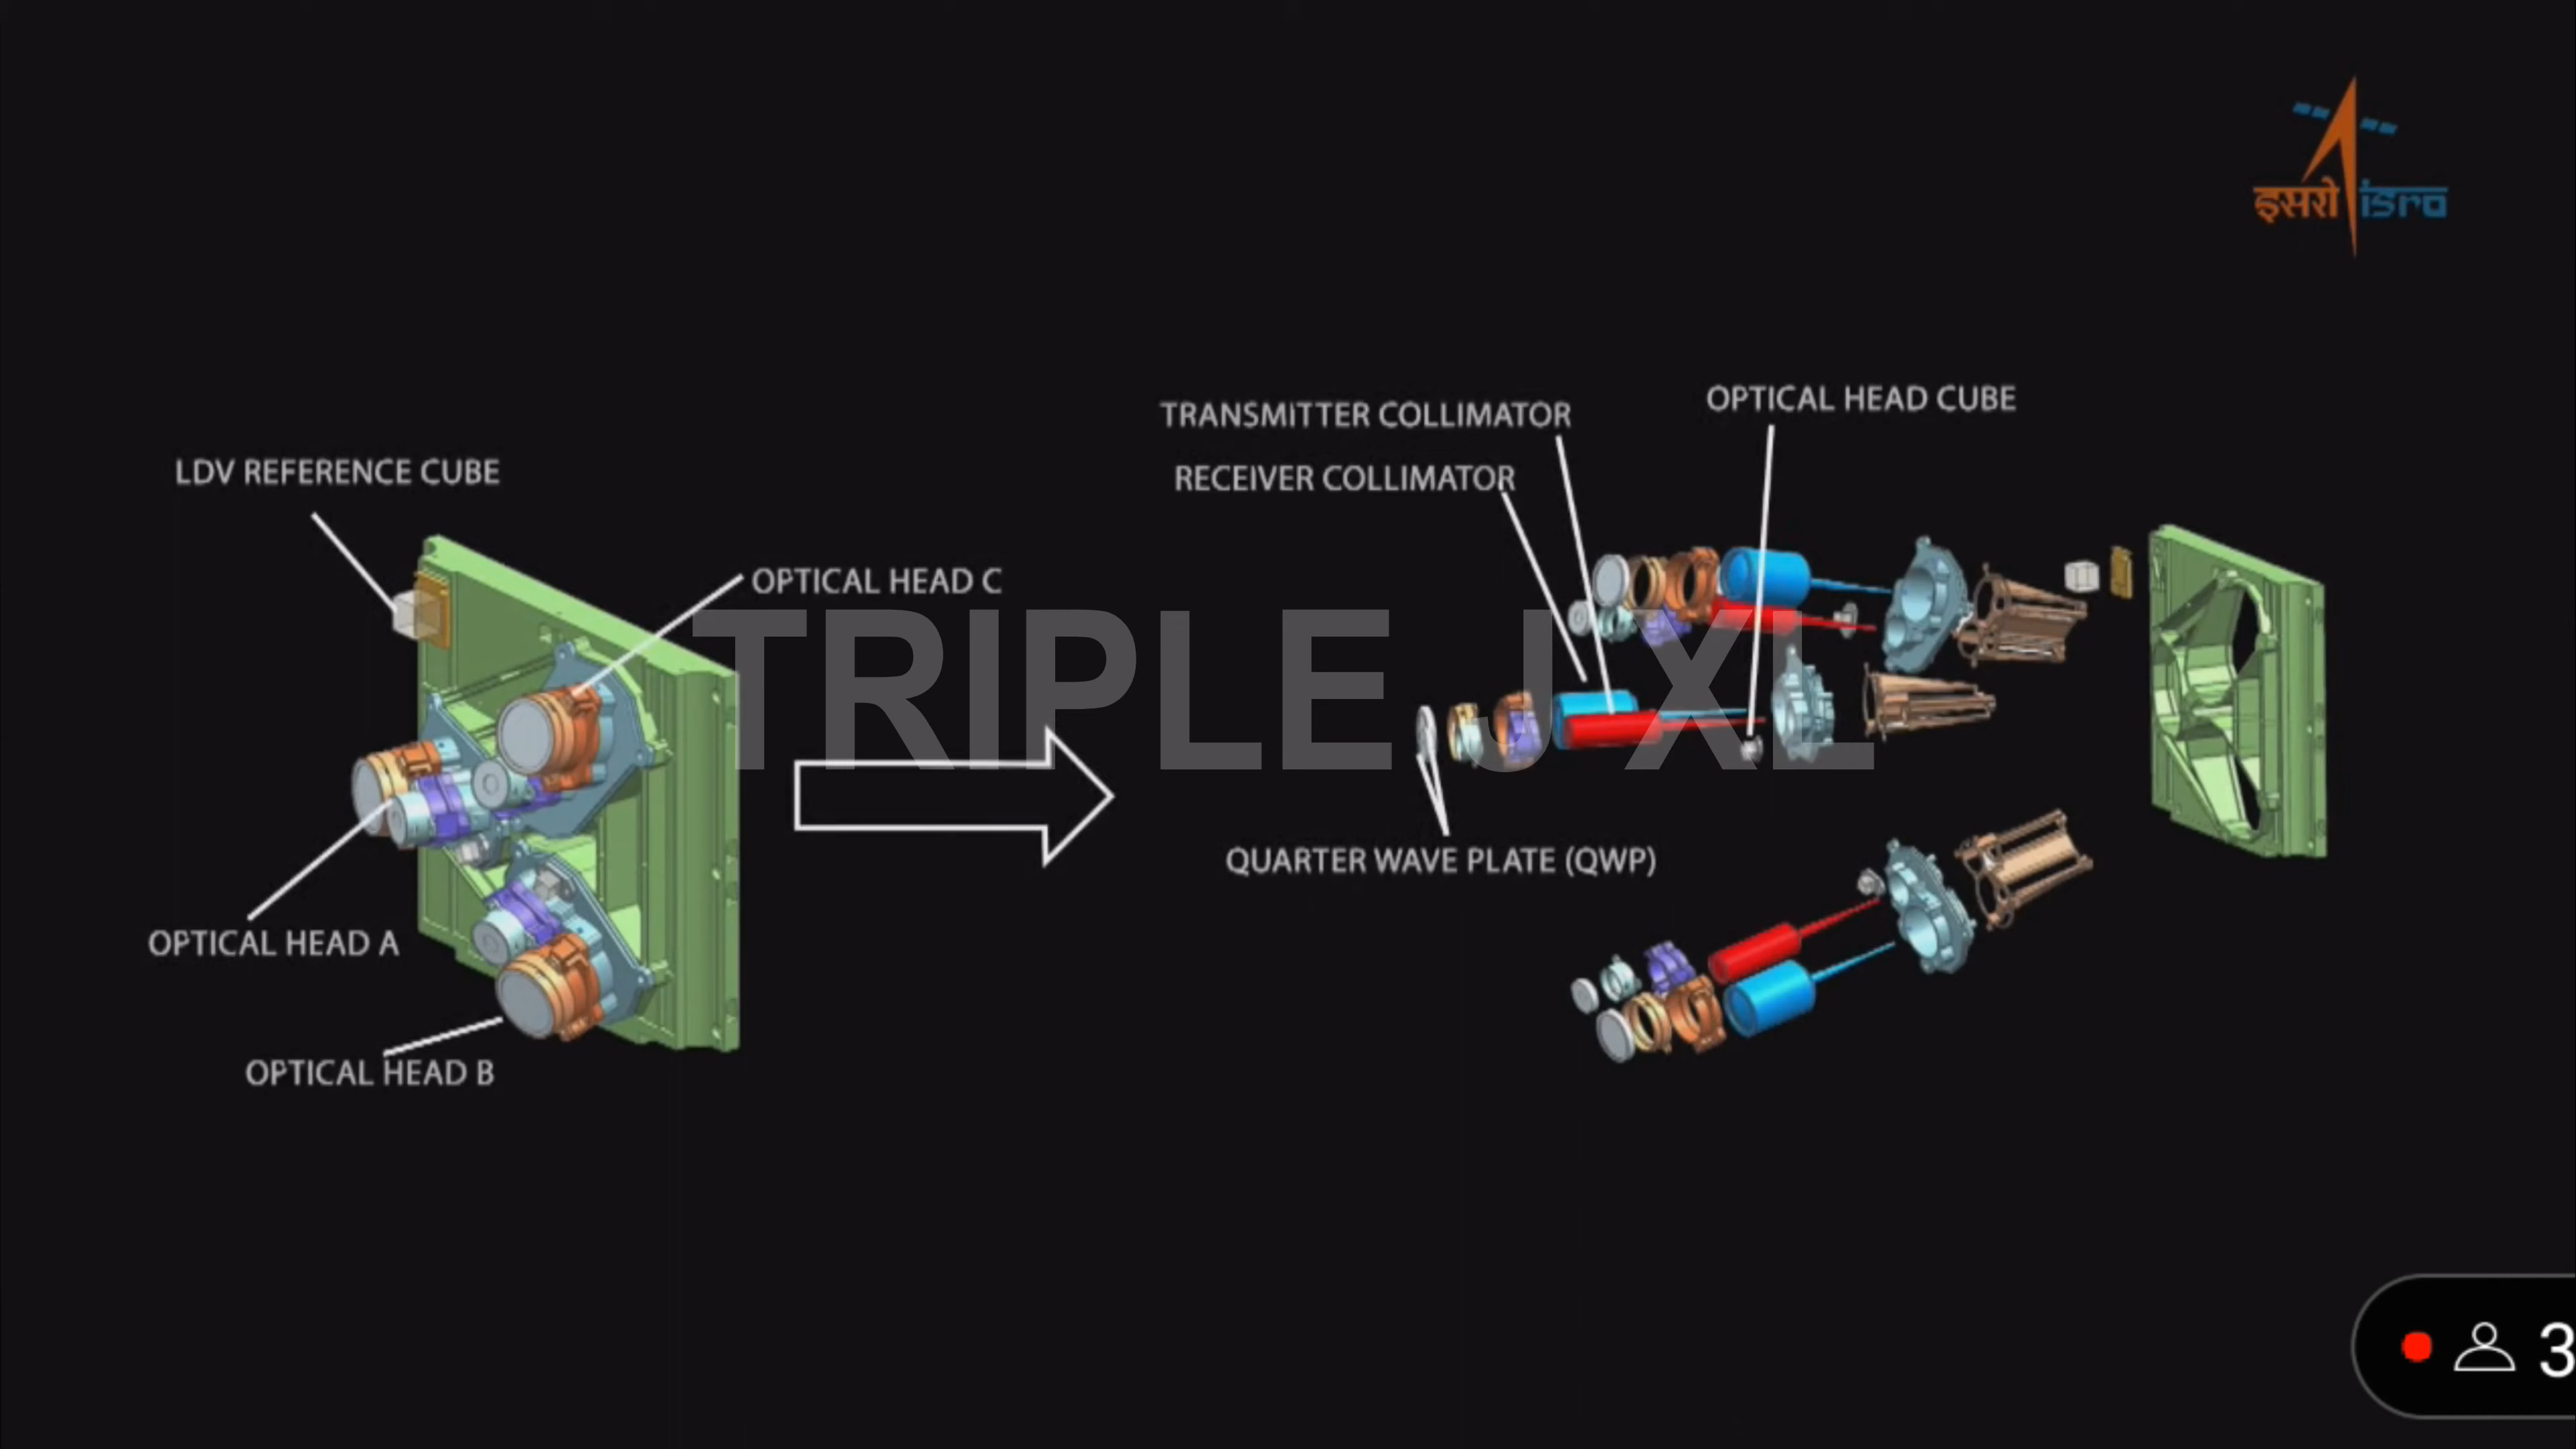 इसरो isro
TRANSMITTER COLLIMATOR
OPTICAL HEAD CUBE
RECEIVER COLLIMATOR
LDV REFERENCE CUBE
OPTICAL HEAD C
TRIPLE J XL
QUARTER WAVE PLATE (QWP)
OPTICAL HEAD A
OPTICAL HEAD B
3